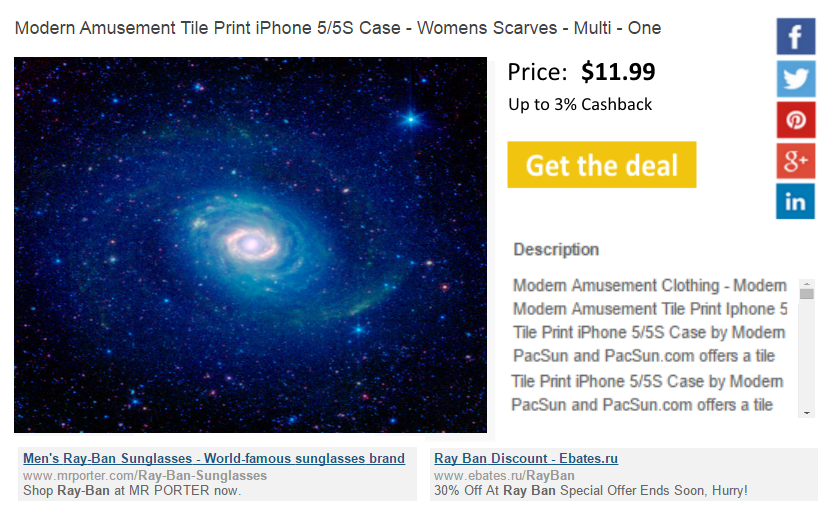 Modern Amusement Tile Print iPhone 5/5S Case - Womens Scarves - Multi - One
Price: $11.99
Up to 3% Cashback
Get the deal
Description
Modern Amusement Clothing - Modern
Modern Amusement Tile Print Iphone 5
Tile Print iPhone 5/5S Case by Modern
PacSun and PacSun.com offers a tile
Tile Print iPhone 5/5S Case by Modern
PacSun and PacSun.com offers a tile
f
8+
in
Men's Ray-Ban Sunglasses - World-famous sunglasses brand
www.mrporter.com/Ray-Ban-Sunglasses
Shop Ray-Ban at MR PORTER now.
Ray Ban Discount - Ebates.ru
www.ebates.ru/RayBan
30% Off At Ray Ban Special Offer Ends Soon, Hurry!